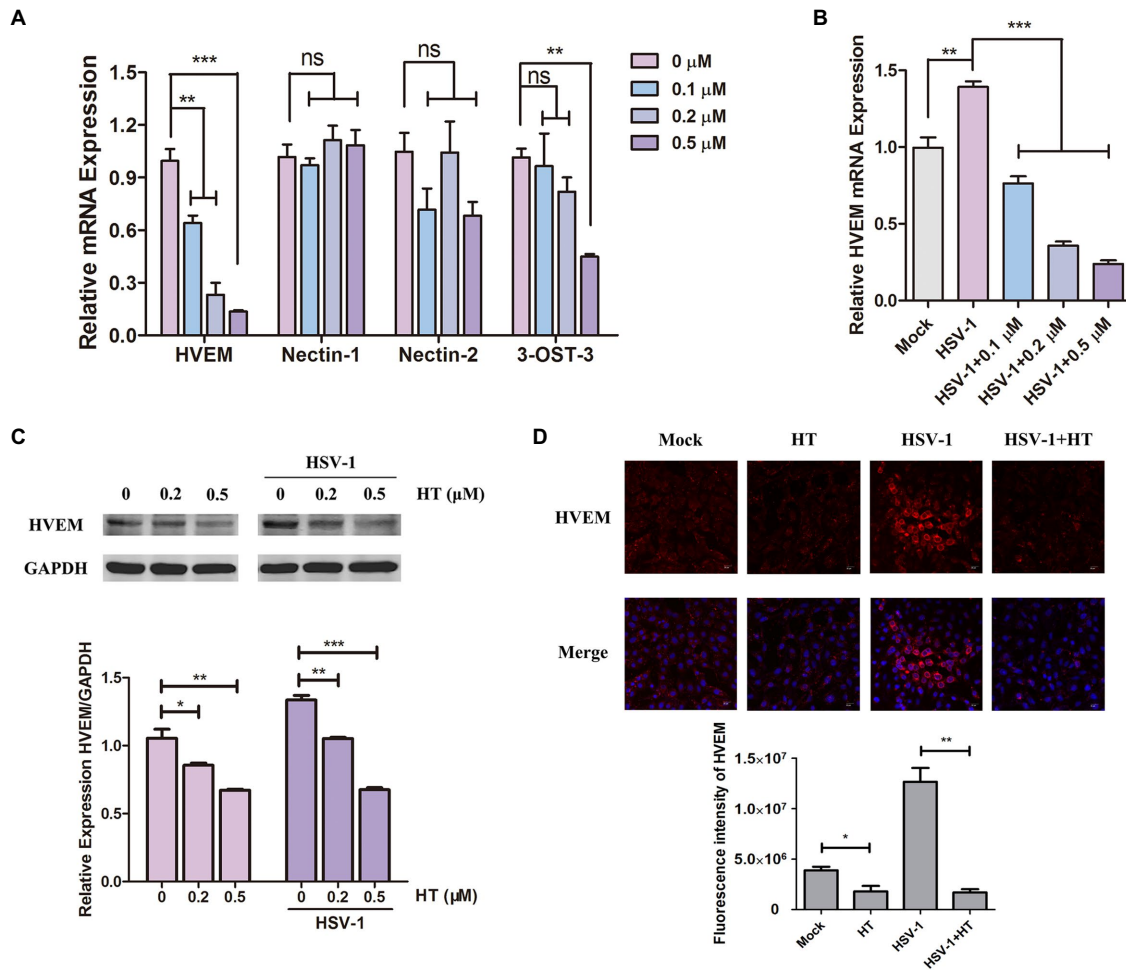 A
Relative mRNA Expression
1.5
1.2
0.9
0.6
0.3
0.0
***
**
ns
ns
**
ns
HVEM Nectin-1 Nectin-2 3-OST-3
0 μM
0.1 μM
0.2 μM
0.5 μM
B
Relative HVEM mRNA Expression
1.5
1.0
0.5
0.0
**
***
Mock
HSV-1
HSV-1+0.1 μM
HSV-1+0.2 μM
HSV-1+0.5 μM
C
HSV-1
0 0.2 0.5 0 0.2 0.5 HT (μM)
HVEM
GAPDH
Relative Expression HVEM/GAPDH
1.5
1.0
0.5
0.0
**
*
***
**
0 0.2 0.5 0 0.2 0.5 HT (μM)
HSV-1
D
Mock HT HSV-1 HSV-1+HT
HVEM
Merge
Fluorescence intensity of HVEM
1.5×10⁷
1.0×10⁷
5.0×10⁶
0
*
**
Mock
HT
HSV-1
HSV-1+HT